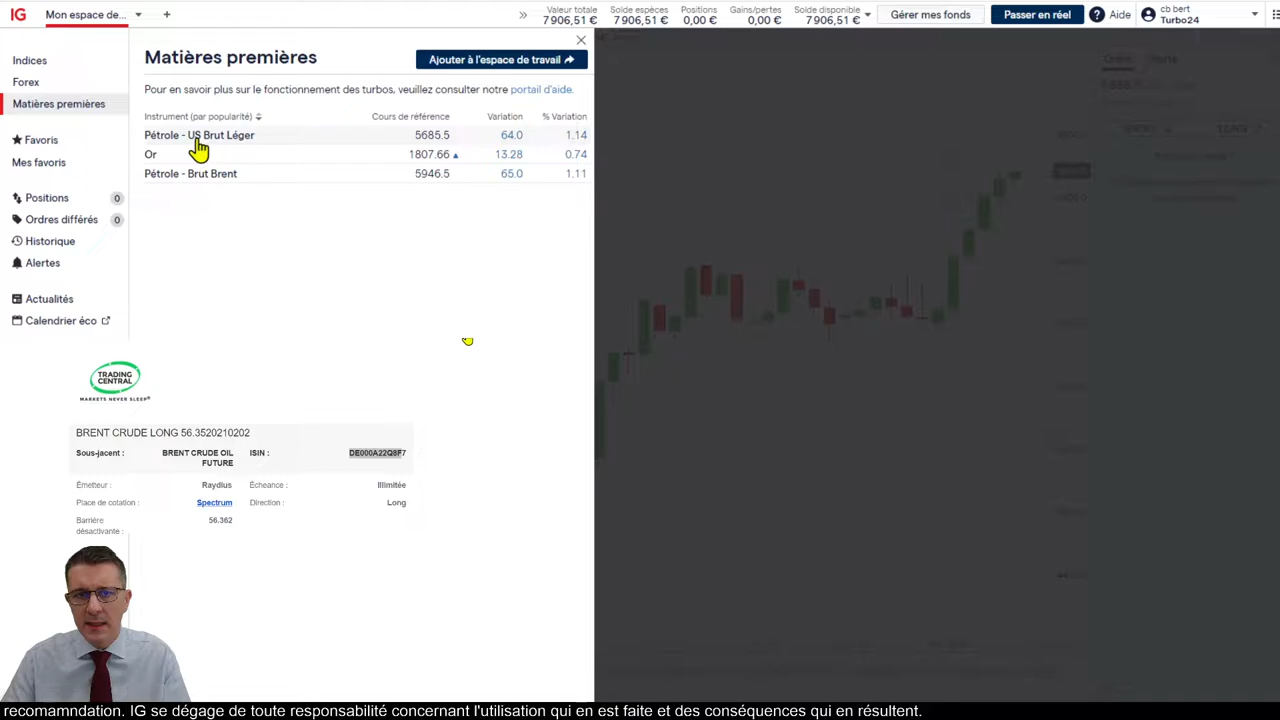 IG
Mon espace de...
Valeur totale
7 906,51 €
Solde espèces
7 906,51 €
Positions
0,00 €
Gains/pertes
0,00 €
Solde disponible
7 906,51 €
Gérer mes fonds
Passer en réel
Aide
cb bert
Turbo24
Indices
Forex
Matières premières
Favoris
Mes favoris
Positions 0
Ordres différés 0
Historique
Alertes
Actualités
Calendrier éco
Matières premières
Ajouter à l'espace de travail
Pour en savoir plus sur le fonctionnement des turbos, veuillez consulter notre portail d'aide.
Instrument (par popularité) Cours de référence Variation % Variation
Pétrole - US Brut Léger 5685.5 64.0 1.14
Or 1807.66 13.28 0.74
Pétrole - Brut Brent 5946.5 65.0 1.11
TRADING
CENTRAL
MARKETS NEVER SLEEP®
BRENT CRUDE LONG 56.3520210202
Sous-jacent : BRENT CRUDE OIL FUTURE ISIN : DE000A22Q8F7
Émetteur : Raydius Écheance : Illimitée
Place de cotation : Spectrum Direction : Long
Barrière désactivante : 56.362
recomamndation. IG se dégage de toute responsabilité concernant l'utilisation qui en est faite et des conséquences qui en résultent.